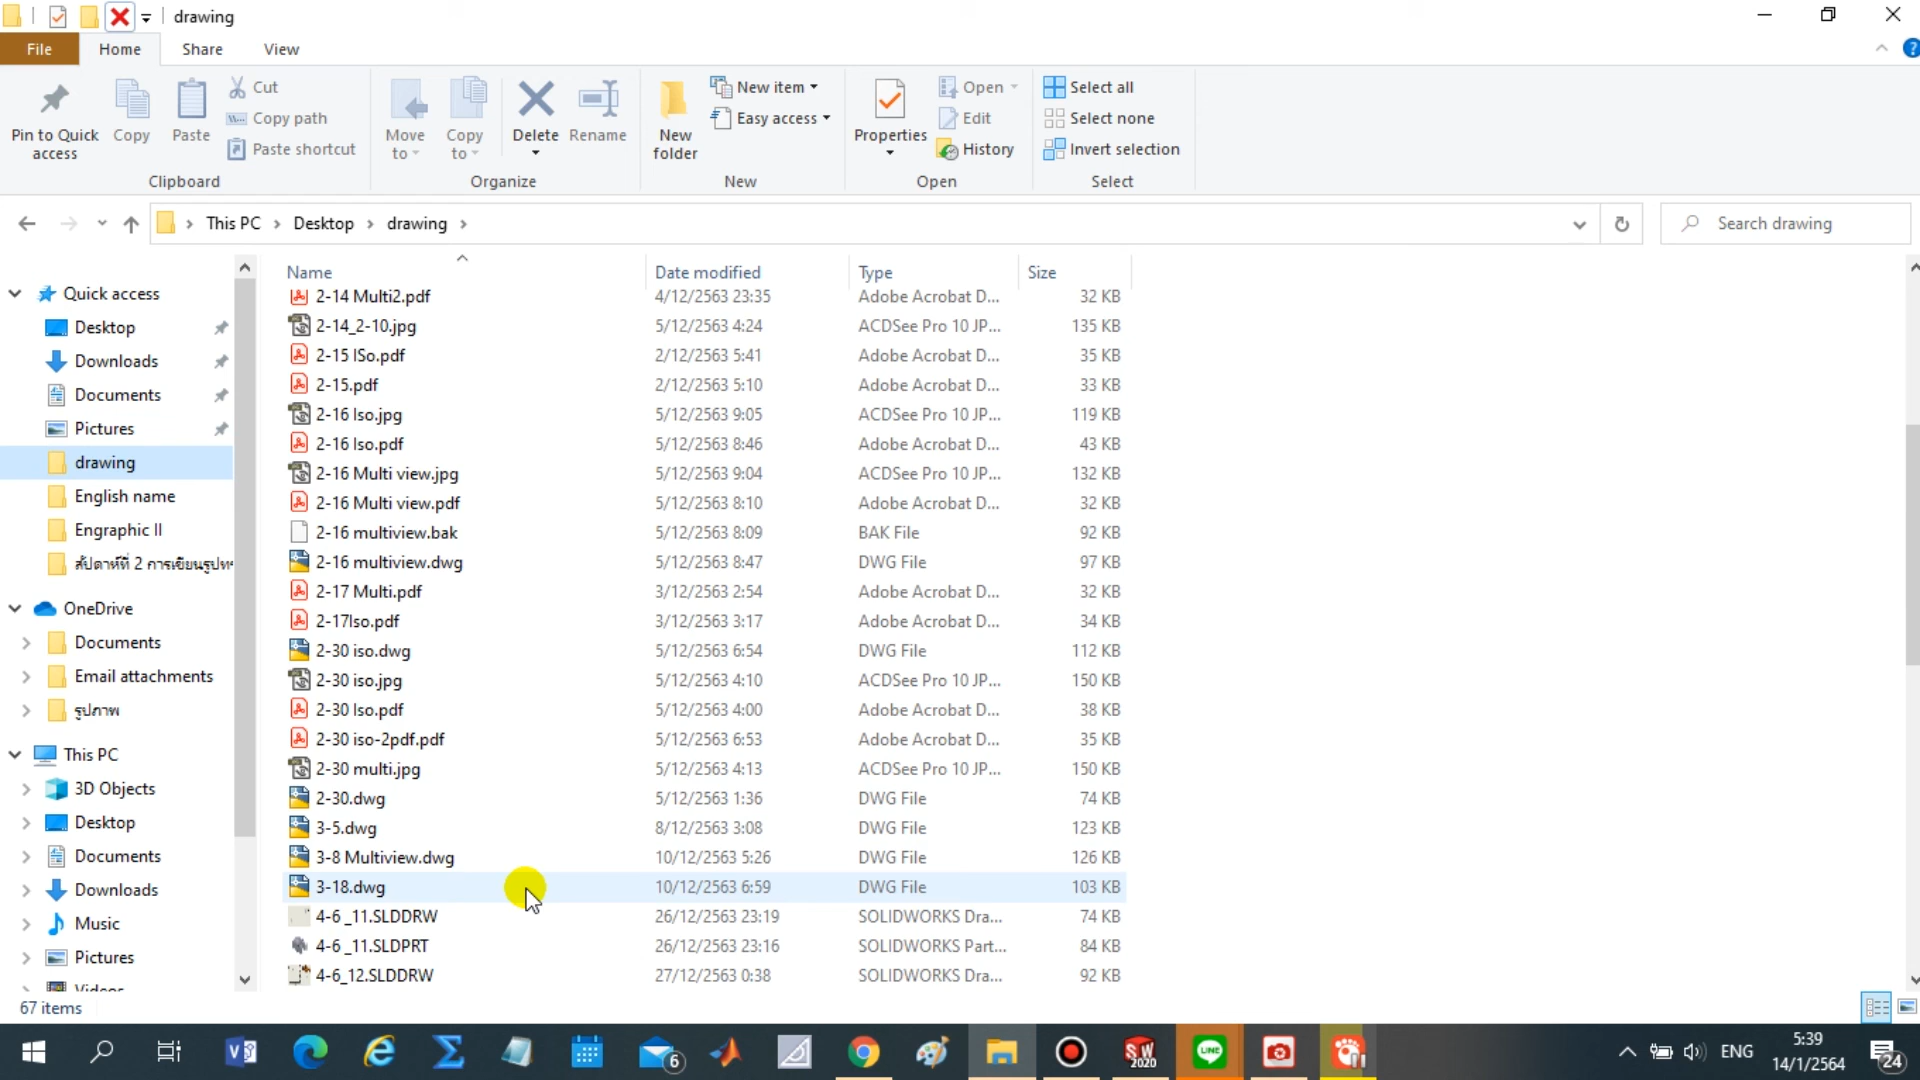 drawing
File Home Share View
Pin to Quick access
Copy
Paste
Cut
Copy path
Paste shortcut
Clipboard
Move to
Copy to
Delete
Rename
Organize
New folder
New item
Easy access
New
Properties
Open
Edit
History
Open
Select all
Select none
Invert selection
Select
This PC > Desktop > drawing >
Search drawing
Quick access
Desktop
Downloads
Documents
Pictures
drawing
English name
Engraphic II
สัปดาห์ที่ 2 การเขียนรูปท
OneDrive
Documents
Email attachments
รูปภาพ
This PC
3D Objects
Desktop
Documents
Downloads
Music
Pictures
Videos
Name Date modified Type Size
2-14 Multi2.pdf 4/12/2563 23:35 Adobe Acrobat D... 32 KB
2-14_2-10.jpg 5/12/2563 4:24 ACDSee Pro 10 JP... 135 KB
2-15 ISo.pdf 2/12/2563 5:41 Adobe Acrobat D... 35 KB
2-15.pdf 2/12/2563 5:10 Adobe Acrobat D... 33 KB
2-16 Iso.jpg 5/12/2563 9:05 ACDSee Pro 10 JP... 119 KB
2-16 Iso.pdf 5/12/2563 8:46 Adobe Acrobat D... 43 KB
2-16 Multi view.jpg 5/12/2563 9:04 ACDSee Pro 10 JP... 132 KB
2-16 Multi view.pdf 5/12/2563 8:10 Adobe Acrobat D... 32 KB
2-16 multiview.bak 5/12/2563 8:09 BAK File 92 KB
2-16 multiview.dwg 5/12/2563 8:47 DWG File 97 KB
2-17 Multi.pdf 3/12/2563 2:54 Adobe Acrobat D... 32 KB
2-17Iso.pdf 3/12/2563 3:17 Adobe Acrobat D... 34 KB
2-30 iso.dwg 5/12/2563 6:54 DWG File 112 KB
2-30 iso.jpg 5/12/2563 4:10 ACDSee Pro 10 JP... 150 KB
2-30 Iso.pdf 5/12/2563 4:00 Adobe Acrobat D... 38 KB
2-30 iso-2pdf.pdf 5/12/2563 6:53 Adobe Acrobat D... 35 KB
2-30 multi.jpg 5/12/2563 4:13 ACDSee Pro 10 JP... 150 KB
2-30.dwg 5/12/2563 1:36 DWG File 74 KB
3-5.dwg 8/12/2563 3:08 DWG File 123 KB
3-8 Multiview.dwg 10/12/2563 5:26 DWG File 126 KB
3-18.dwg 10/12/2563 6:59 DWG File 103 KB
4-6 _11.SLDDRW 26/12/2563 23:19 SOLIDWORKS Dra... 74 KB
4-6 _11.SLDPRT 26/12/2563 23:16 SOLIDWORKS Part... 84 KB
4-6_12.SLDDRW 27/12/2563 0:38 SOLIDWORKS Dra... 92 KB
67 items
6
SW 2020
LINE
ENG
5:39
14/1/2564
24